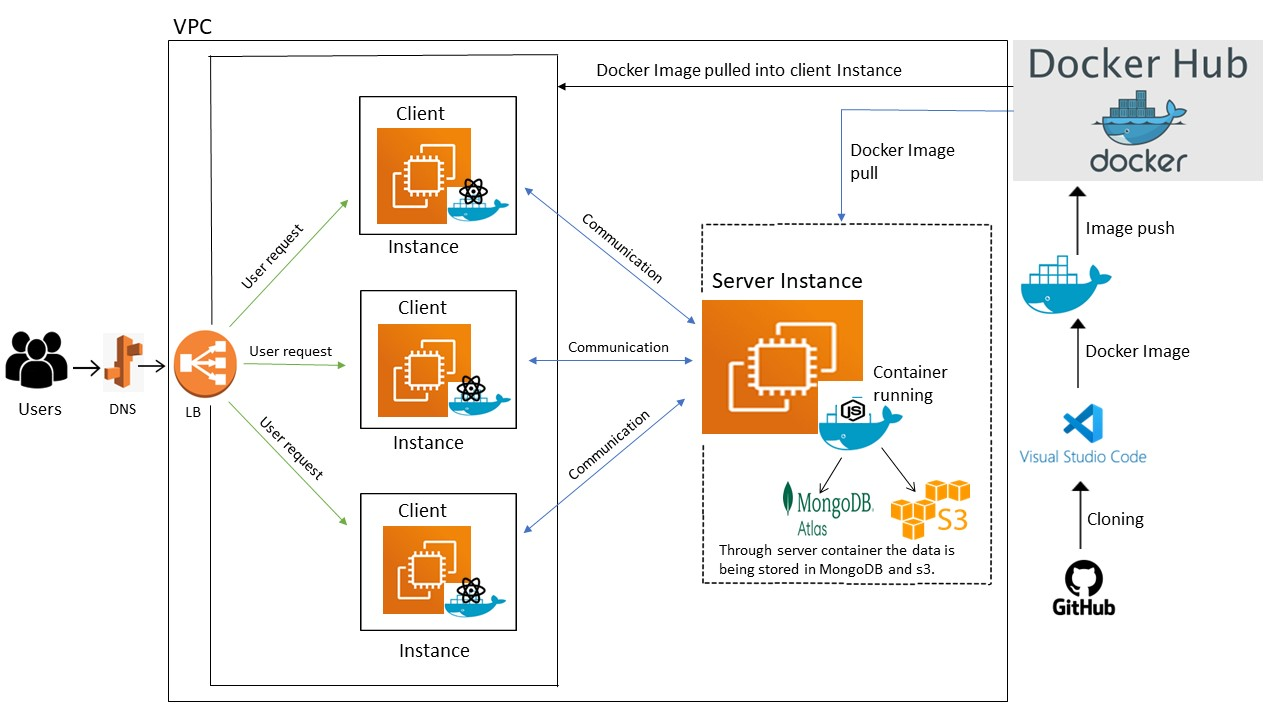 VPC
Docker Hub
docker
Docker Image pulled into client Instance
Docker Image
pull
Client
Instance
Client
Instance
Client
Instance
User request
User request
User request
Communication
Communication
Communication
Users
DNS
LB
Server Instance
Container
running
JS
MongoDB.
Atlas
S3
Through server container the data is
being stored in MongoDB and s3.
Image push
Docker Image
Visual Studio Code
Cloning
GitHub